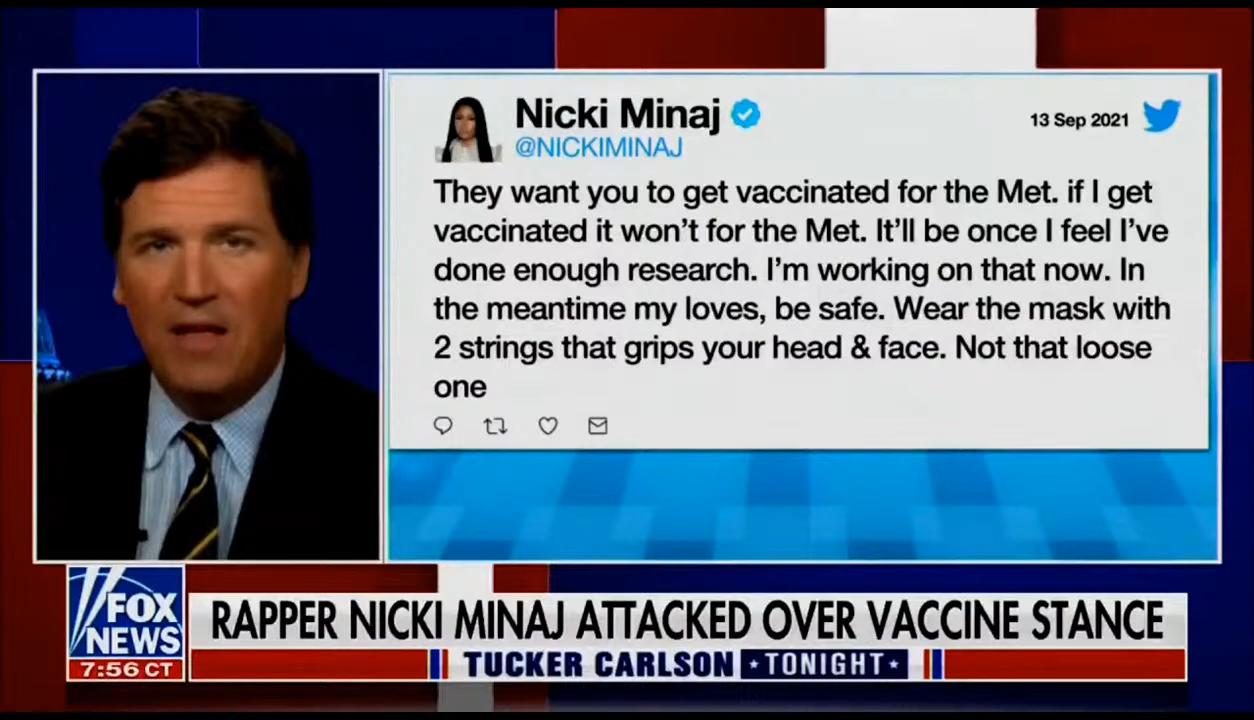 Nicki Minaj
@NICKIMINAJ
13 Sep 2021
They want you to get vaccinated for the Met. if I get
vaccinated it won't for the Met. It'll be once I feel I've
done enough research. I'm working on that now. In
the meantime my loves, be safe. Wear the mask with
2 strings that grips your head & face. Not that loose
one
FOX
NEWS
7:56 CT
RAPPER NICKI MINAJ ATTACKED OVER VACCINE STANCE
TUCKER CARLSON TONIGHT